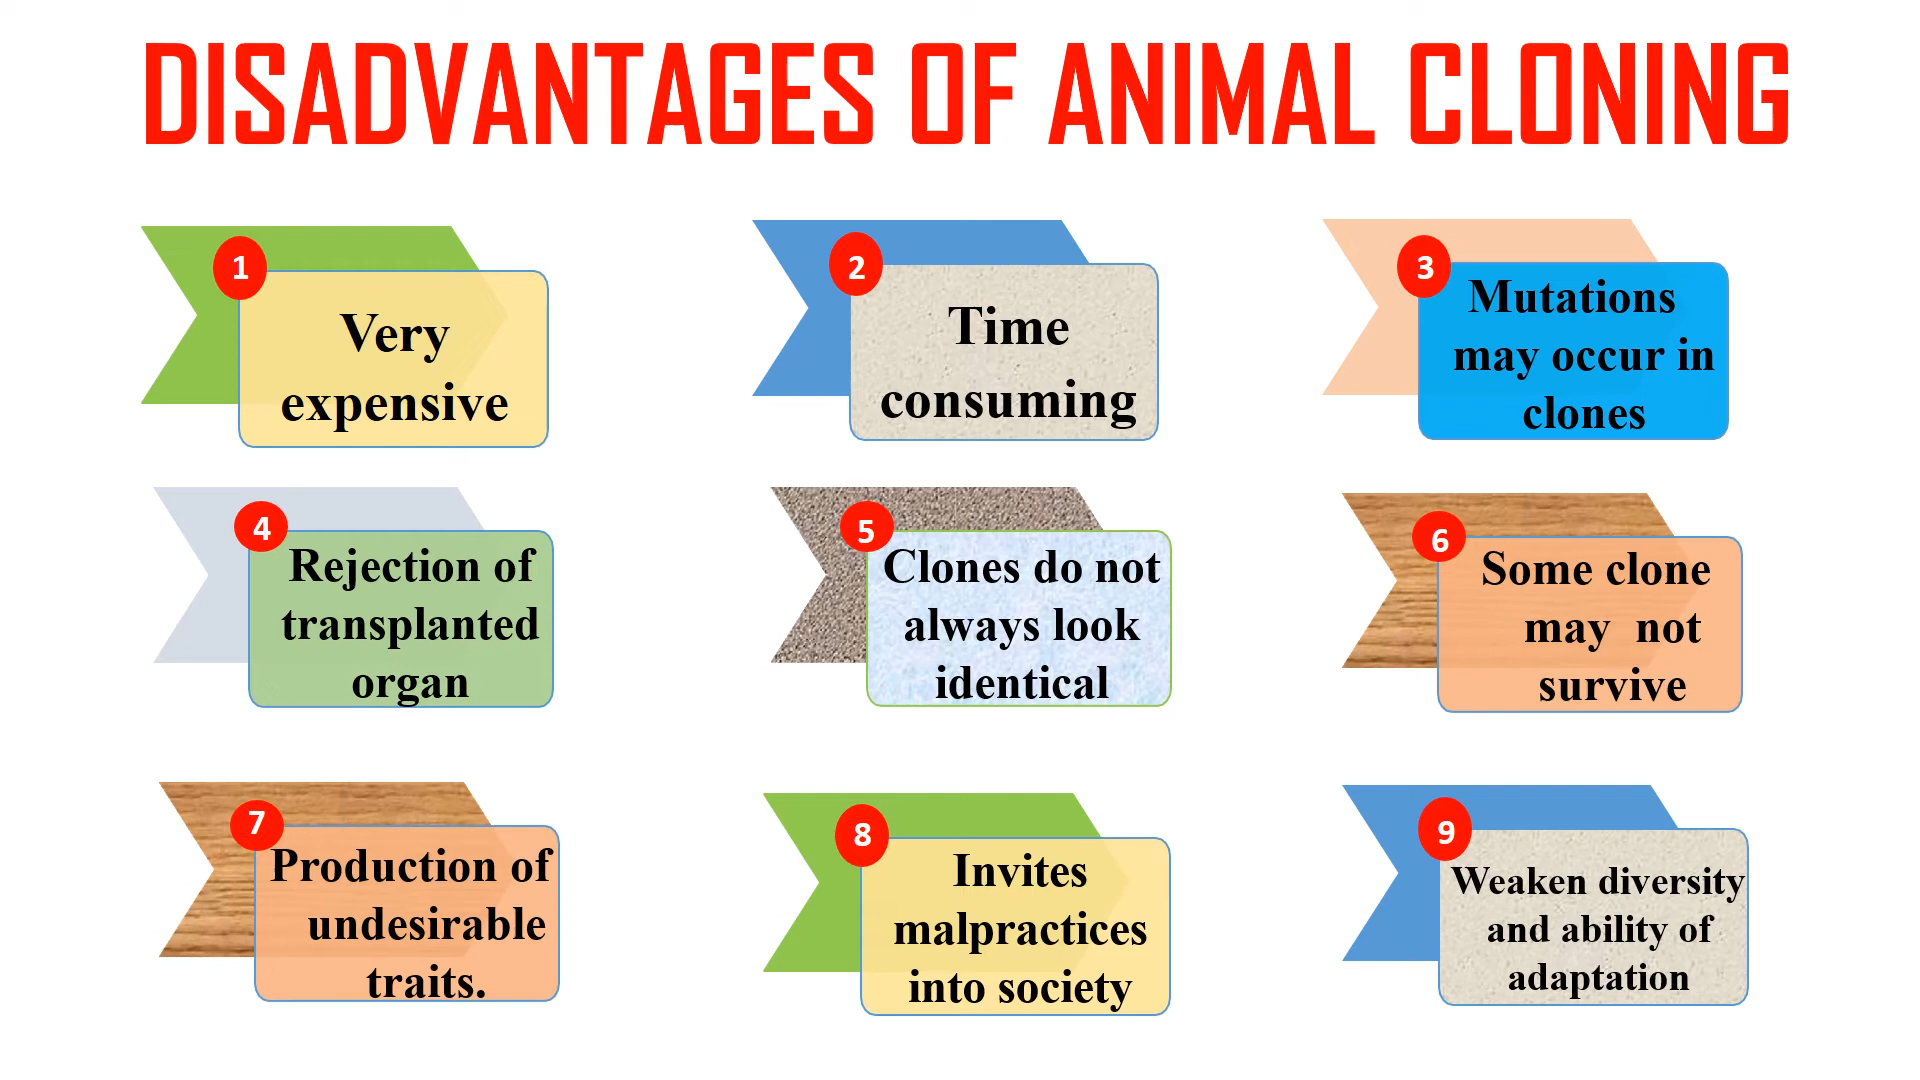 DISADVANTAGES OF ANIMAL CLONING
1
Very
expensive
2
Time
consuming
3
Mutations
may occur in
clones
4
Rejection of
transplanted
organ
5
Clones do not
always look
identical
6
Some clone
may not
survive
7
Production of
undesirable
traits.
8
Invites
malpractices
into society
9
Weaken diversity
and ability of
adaptation